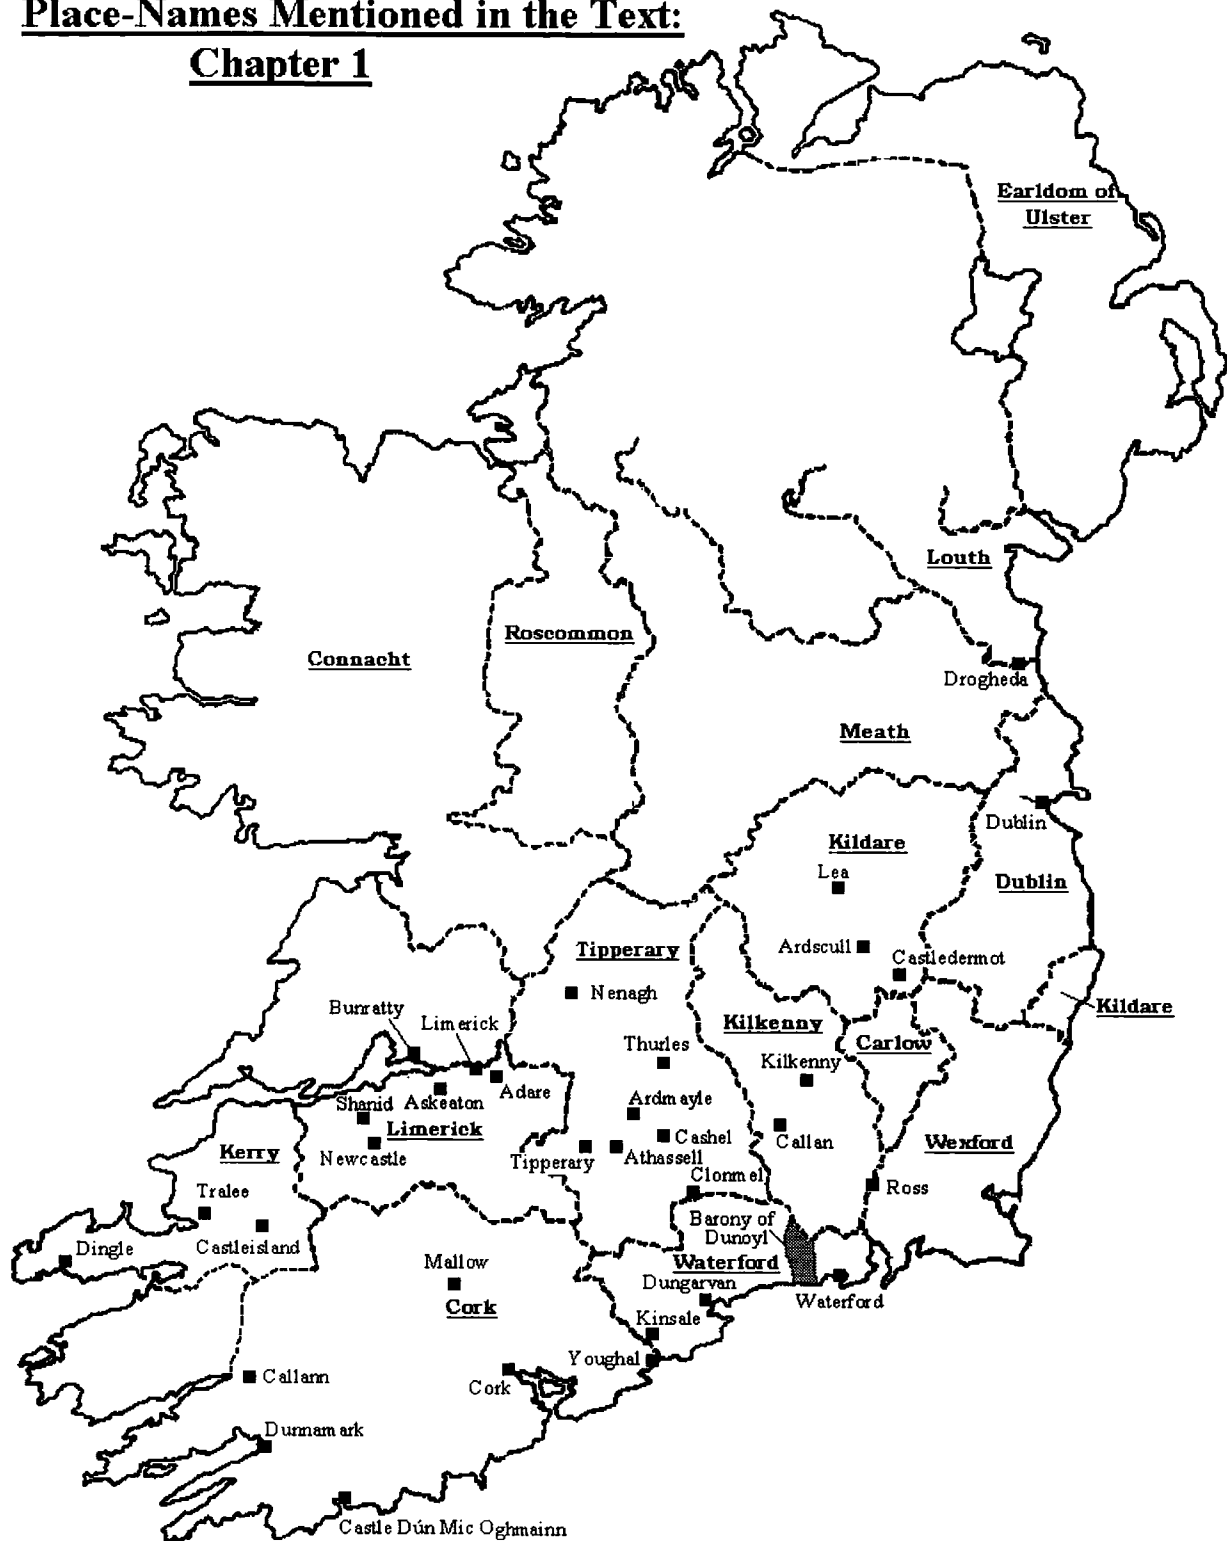 Place-Names Mentioned in the Text:
Chapter 1
Earldom of
Ulster
Louth
Roscommon
Connacht
Drogheda
Meath
Dublin
Kildare
Lea
Dublin
Tipperary
Ardscull
Castledermot
Nenagh
Bunratty
Limerick
Kilkenny
Kildare
Carlow
Thurles
Kilkenny
Adare
Shanid
Askeaton
Ardmayle
Limerick
Cashel
Callan
Wexford
Kerry
Newcastle
Tipperary
Athassell
Clonmel
Ross
Tralee
Barony of
Dunoyl
Dingle
Castleisland
Mallow
Waterford
Dungarvan
Waterford
Cork
Kinsale
Youghal
Callann
Cork
Dunnamark
Castle Dún Mic Oghmainn